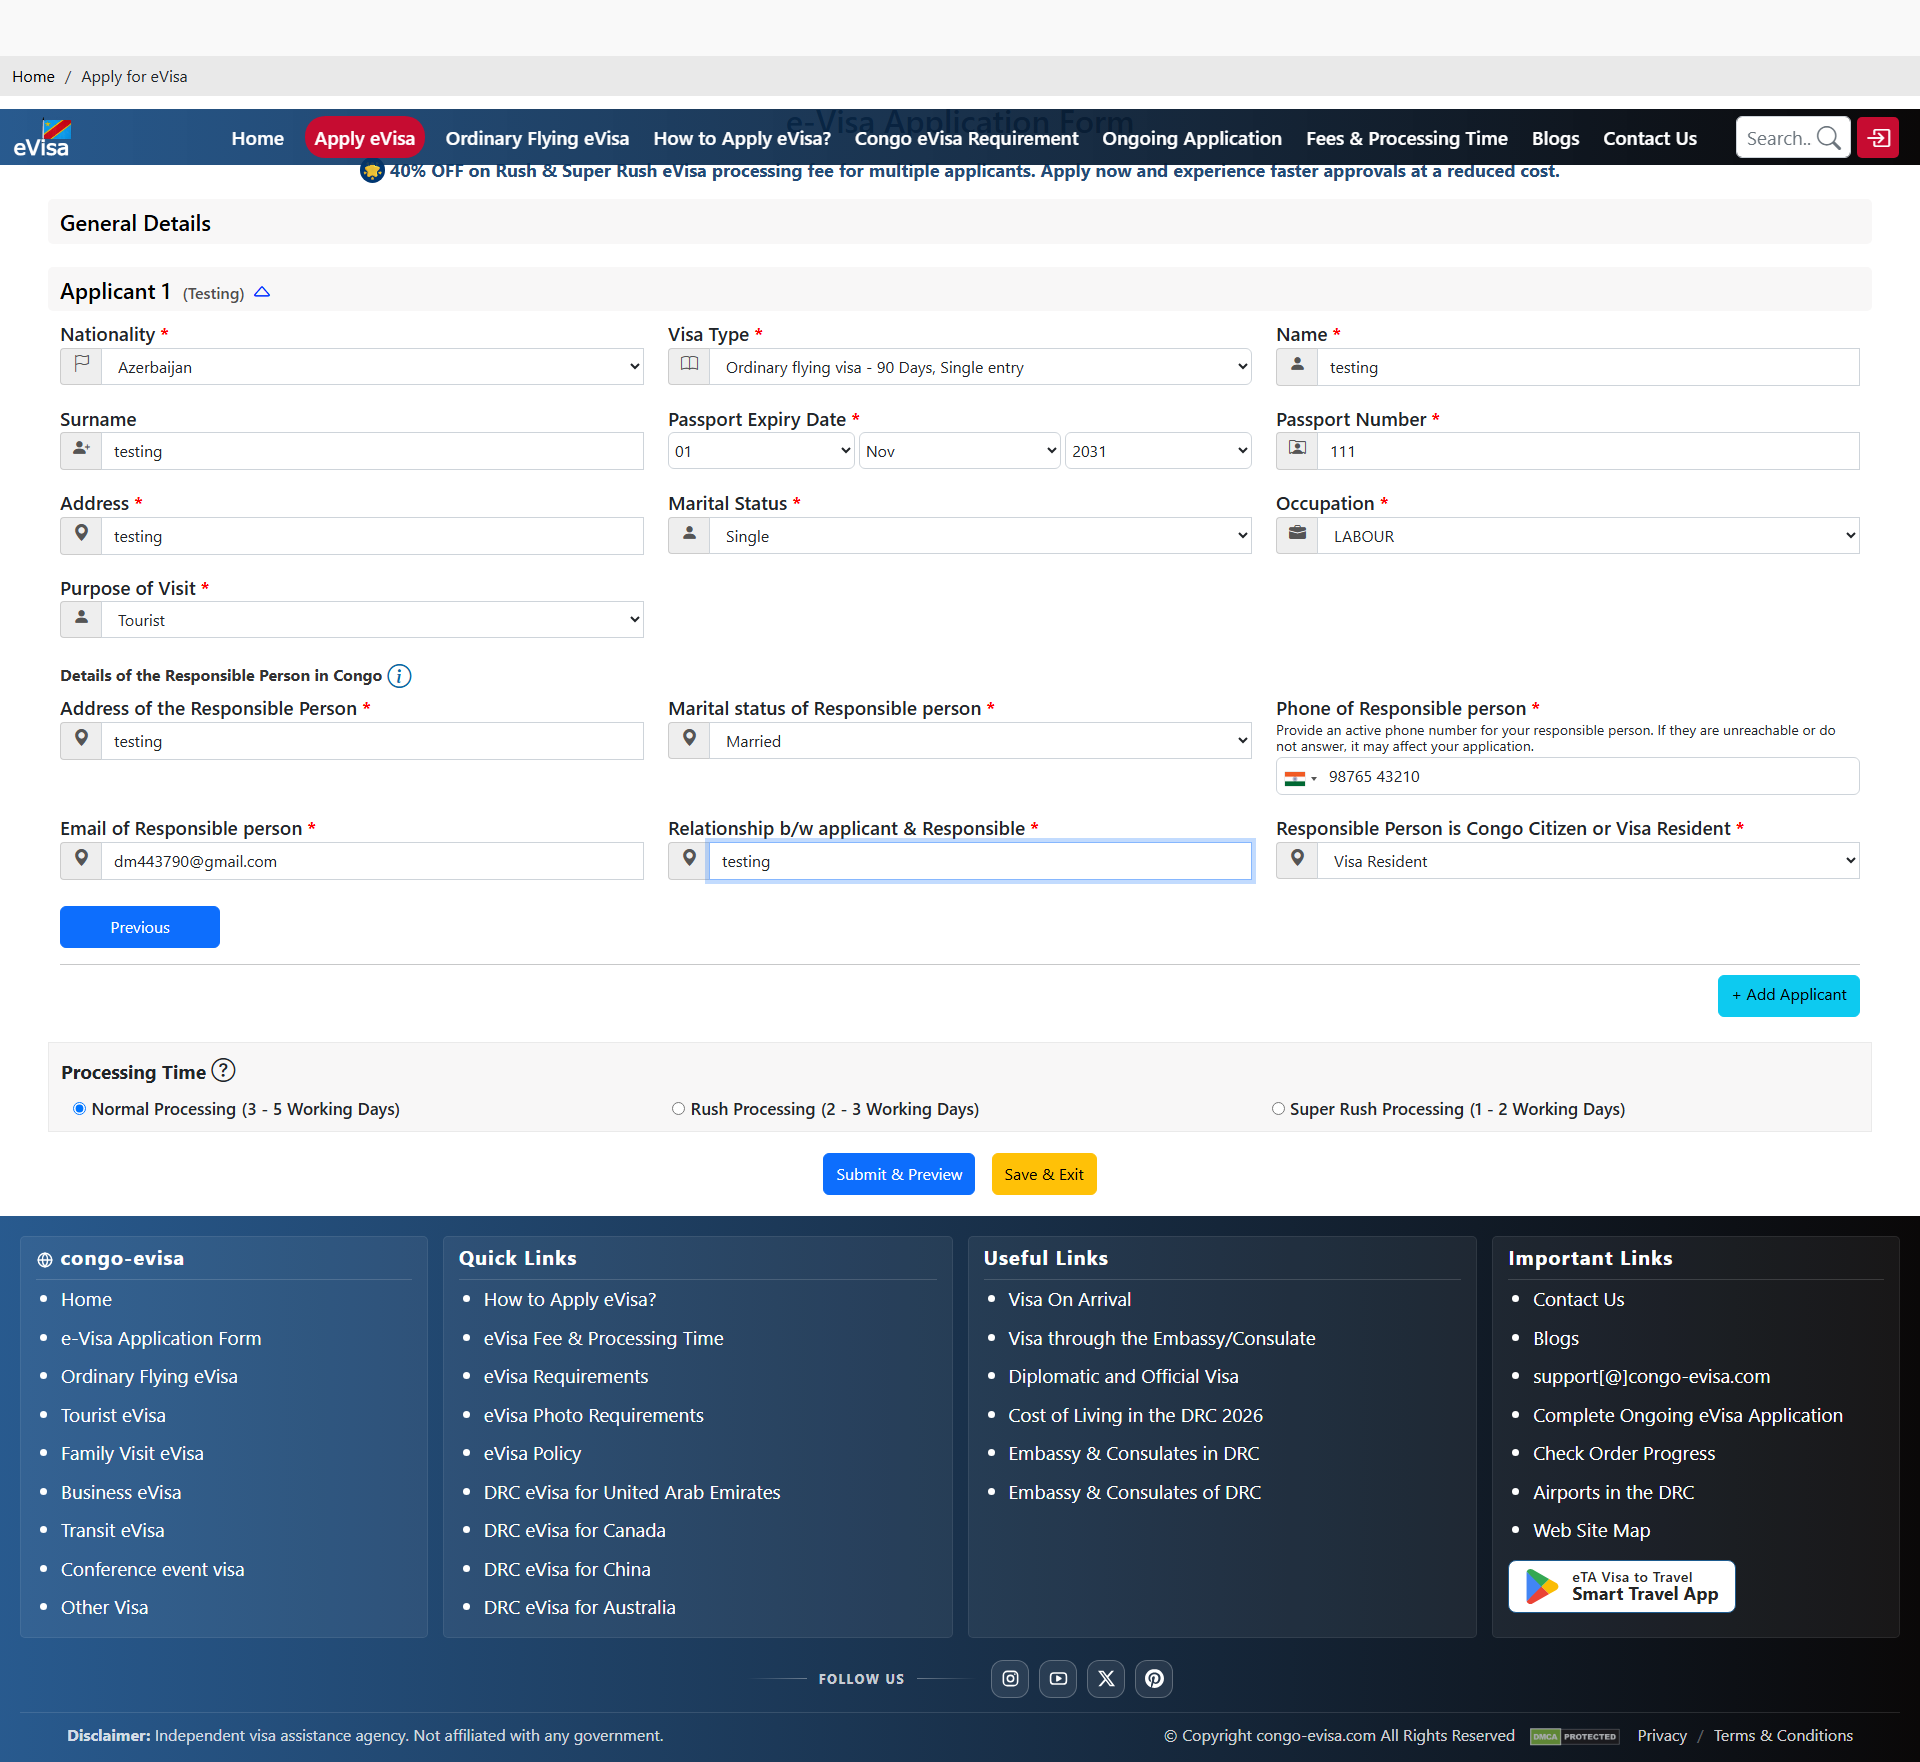 Home / Apply for eVisa
e-Visa Application Form
eVisa
Home Apply eVisa Ordinary Flying eVisa How to Apply eVisa? Congo eVisa Requirement Ongoing Application Fees & Processing Time Blogs Contact Us Search..
40% OFF on Rush & Super Rush eVisa processing fee for multiple applicants. Apply now and experience faster approvals at a reduced cost.
General Details
Applicant 1 (Testing)
Nationality * Visa Type * Name *
Azerbaijan Ordinary flying visa - 90 Days, Single entry testing
Surname Passport Expiry Date * Passport Number *
testing 01 Nov 2031 111
Address * Marital Status * Occupation *
testing Single LABOUR
Purpose of Visit *
Tourist
Details of the Responsible Person in Congo
Address of the Responsible Person * Marital status of Responsible person * Phone of Responsible person *
Provide an active phone number for your responsible person. If they are unreachable or do
not answer, it may affect your application.
testing Married 98765 43210
Email of Responsible person * Relationship b/w applicant & Responsible * Responsible Person is Congo Citizen or Visa Resident *
dm443790@gmail.com testing Visa Resident
Previous
+ Add Applicant
Processing Time ?
Normal Processing (3 - 5 Working Days) Rush Processing (2 - 3 Working Days) Super Rush Processing (1 - 2 Working Days)
Submit & Preview Save & Exit
congo-evisa
Home
e-Visa Application Form
Ordinary Flying eVisa
Tourist eVisa
Family Visit eVisa
Business eVisa
Transit eVisa
Conference event visa
Other Visa
Quick Links
How to Apply eVisa?
eVisa Fee & Processing Time
eVisa Requirements
eVisa Photo Requirements
eVisa Policy
DRC eVisa for United Arab Emirates
DRC eVisa for Canada
DRC eVisa for China
DRC eVisa for Australia
Useful Links
Visa On Arrival
Visa through the Embassy/Consulate
Diplomatic and Official Visa
Cost of Living in the DRC 2026
Embassy & Consulates in DRC
Embassy & Consulates of DRC
Important Links
Contact Us
Blogs
support[@]congo-evisa.com
Complete Ongoing eVisa Application
Check Order Progress
Airports in the DRC
Web Site Map
eTA Visa to Travel
Smart Travel App
FOLLOW US
Disclaimer: Independent visa assistance agency. Not affiliated with any government. © Copyright congo-evisa.com All Rights Reserved DMCA PROTECTED Privacy / Terms & Conditions